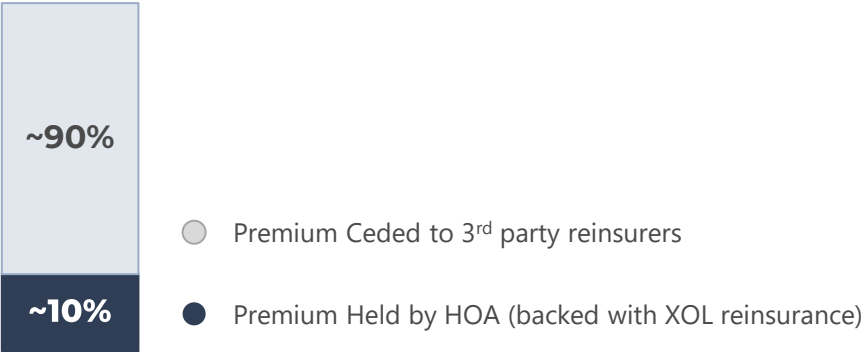 ~90%
Premium Ceded to 3rd party reinsurers
~10%
Premium Held by HOA (backed with XOL reinsurance)